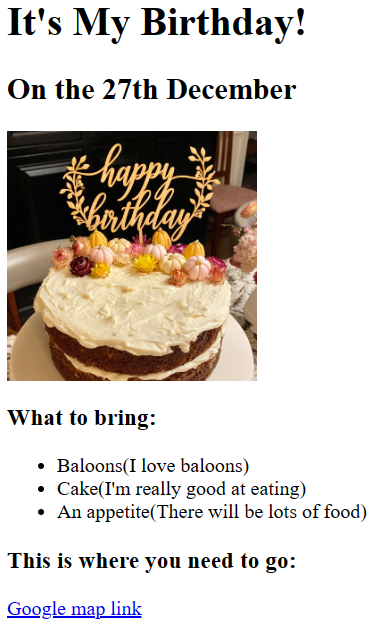 It's My Birthday!
On the 27th December
happy
birthday
What to bring:
Baloons(I love baloons)
Cake(I'm really good at eating)
An appetite(There will be lots of food)
This is where you need to go:
Google map link